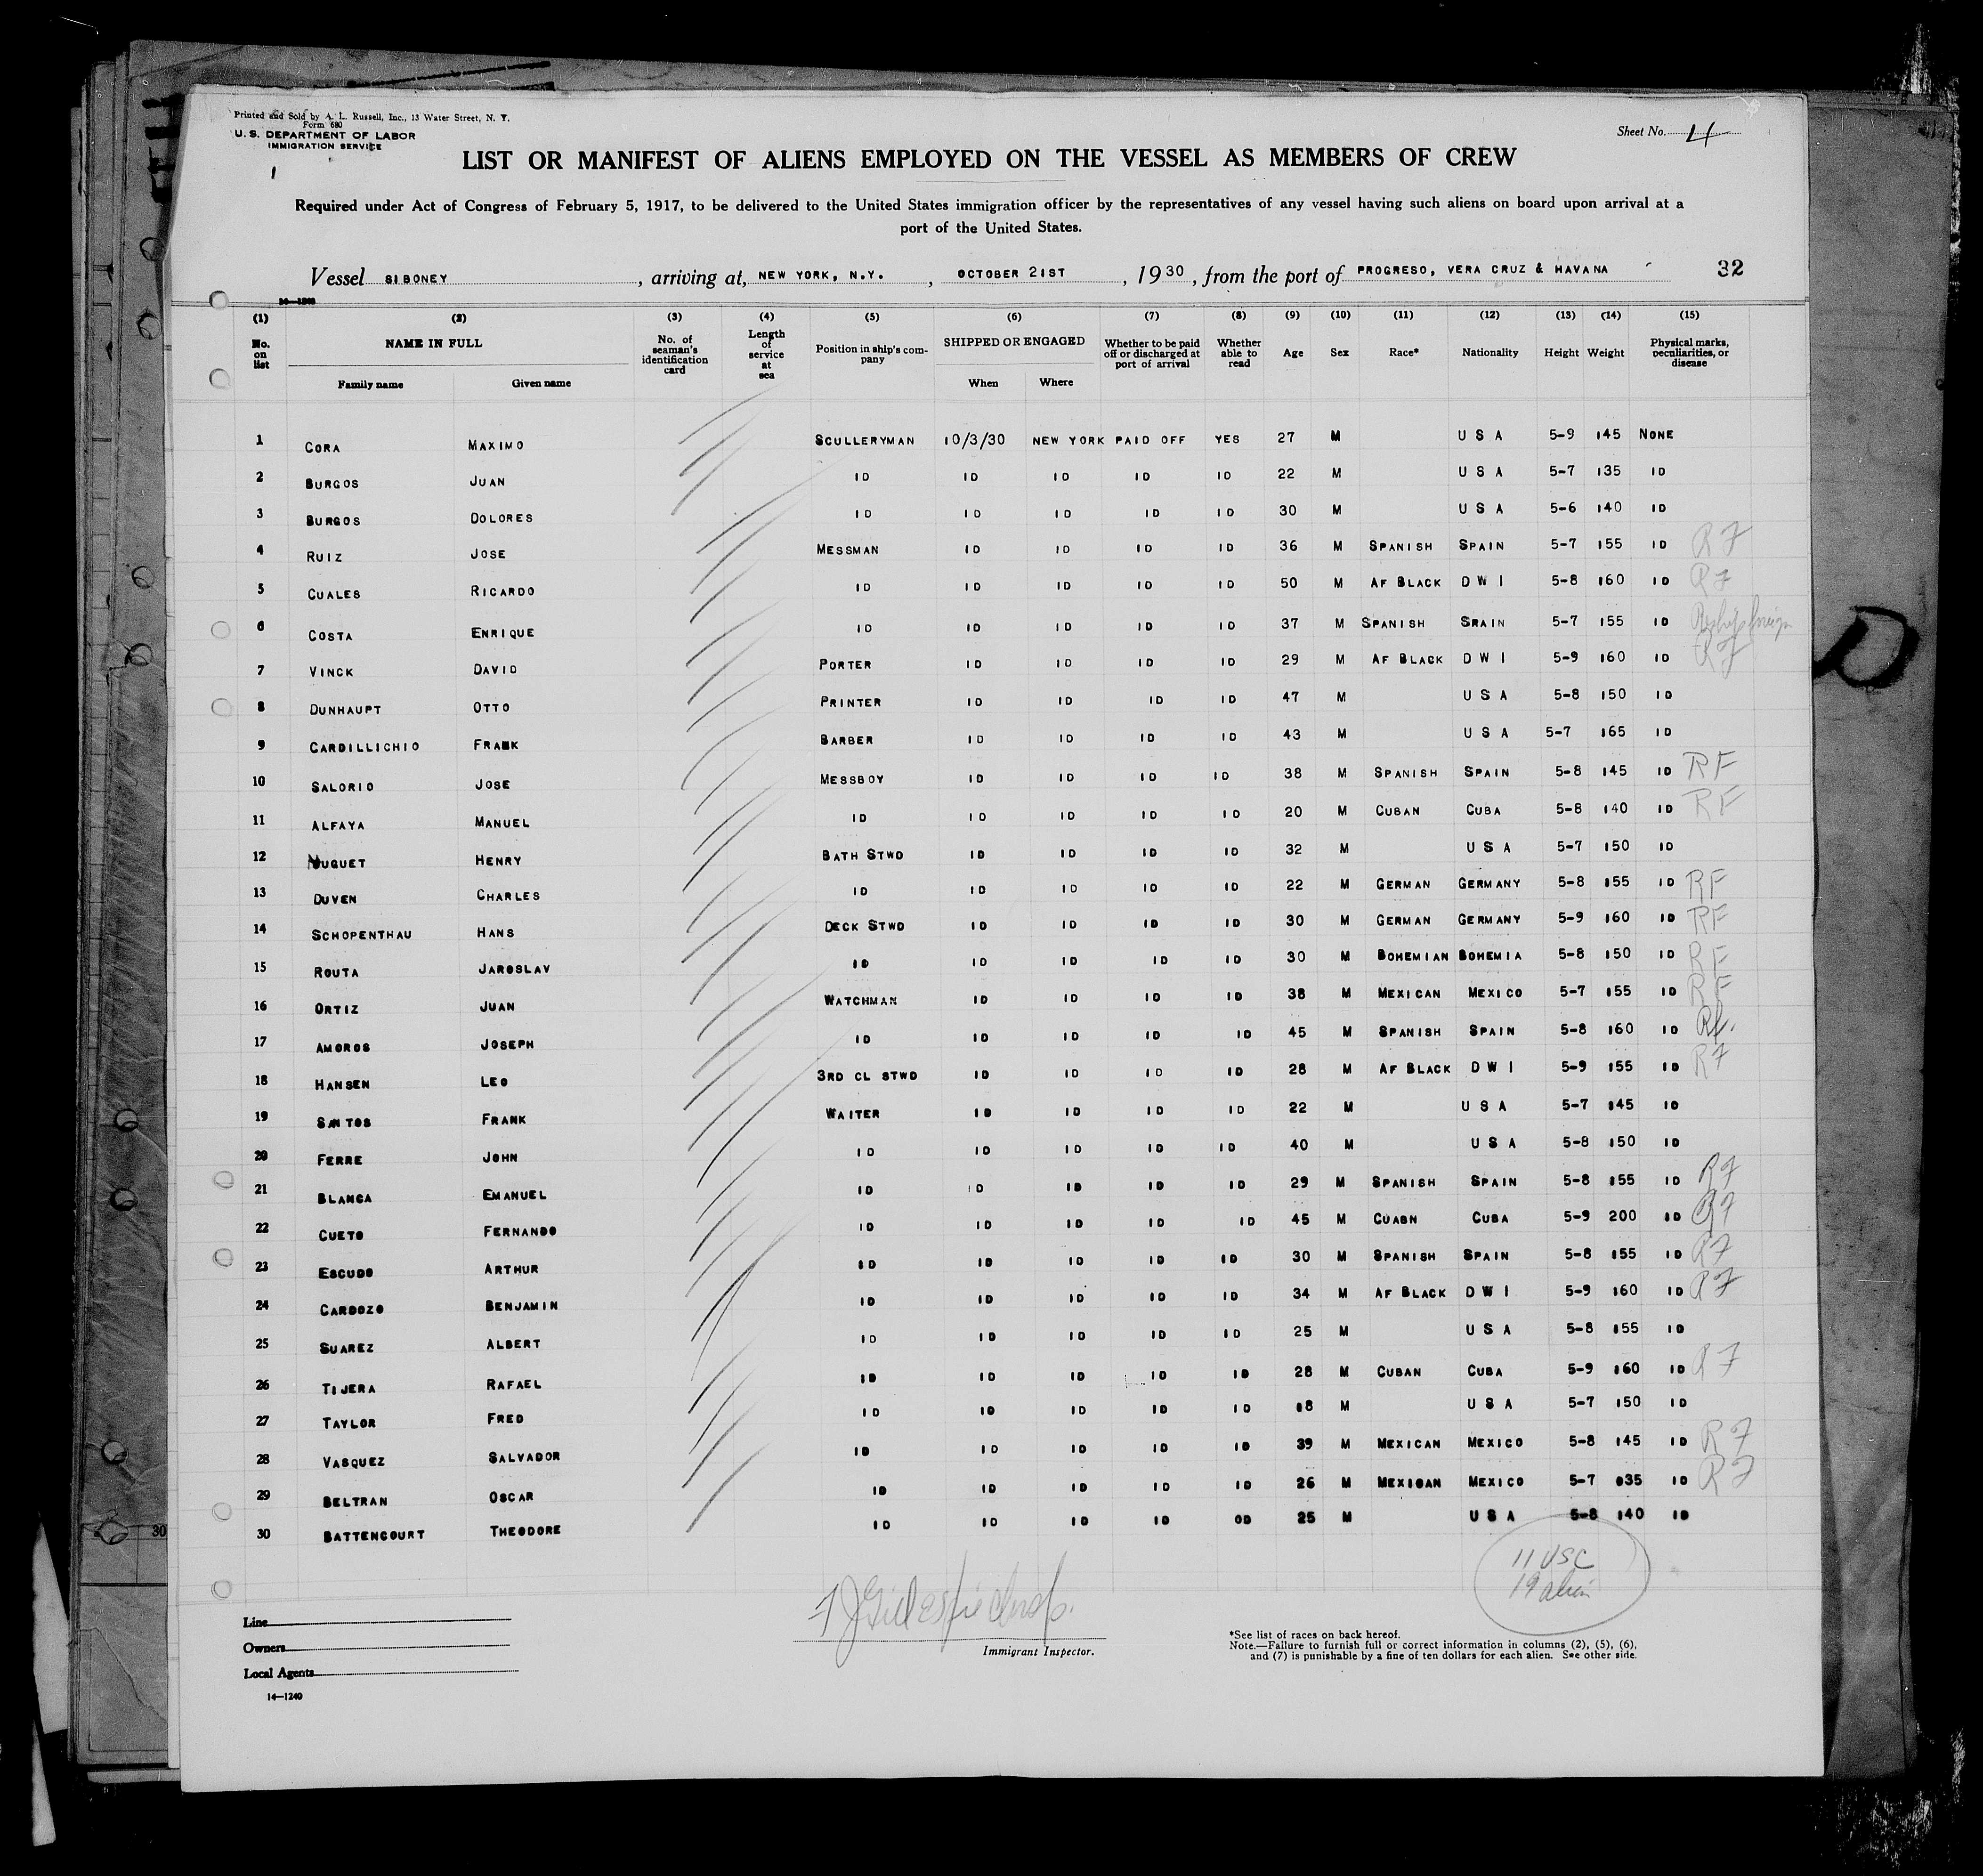 Printed and Sold by A. L. Russell, Inc., 13 Water Street, N. Y.
Form 680
U. S. DEPARTMENT OF LABOR
IMMIGRATION SERVICE
Sheet No. 4
LIST OR MANIFEST OF ALIENS EMPLOYED ON THE VESSEL AS MEMBERS OF CREW
Required under Act of Congress of February 5, 1917, to be delivered to the United States immigration officer by the representatives of any vessel having such aliens on board upon arrival at a
port of the United States.
Vessel SIBONEY, arriving at, NEW YORK, N.Y., OCTOBER 21ST, 1930, from the port of PROGRESO, VERA CRUZ & HAVANA 32
(1) (2) (3) (4) (5) (6) (7) (8) (9) (10) (11) (12) (13) (14) (15)
No. on list NAME IN FULL Family name Given name No. of seaman's identification card Length of service at sea Position in ship's company SHIPPED OR ENGAGED When Where Whether to be paid off or discharged at port of arrival Whether able to read Age Sex Race* Nationality Height Weight Physical marks, peculiarities, or disease
1 CORA MAXIMO SCULLERYMAN 10/3/30 NEW YORK PAID OFF YES 27 M U S A 5-9 145 NONE
2 BURGOS JUAN ID ID ID ID ID 22 M U S A 5-7 135 ID
3 BURGOS DOLORES ID ID ID ID ID 30 M U S A 5-6 140 ID
4 RUIZ JOSE MESSMAN ID ID ID ID 36 M SPANISH SPAIN 5-7 155 ID RF
5 CUALES RICARDO ID ID ID ID ID 50 M AF BLACK D W I 5-8 160 ID RF
6 COSTA ENRIQUE ID ID ID ID ID 37 M SPANISH SRAIN 5-7 155 ID
7 VINCK DAVID PORTER ID ID ID ID 29 M AF BLACK D W I 5-9 160 ID RF
8 DUNHAUPT OTTO PRINTER ID ID ID ID 47 M U S A 5-8 150 ID
9 CARDILLICHIO FRANK BARBER ID ID ID ID 43 M U S A 5-7 165 ID
10 SALORIO JOSE MESSBOY ID ID ID ID 38 M SPANISH SPAIN 5-8 145 ID RF
11 ALFAYA MANUEL ID ID ID ID ID 20 M CUBAN CUBA 5-8 140 ID RF
12 NUGUET HENRY BATH STWD ID ID ID ID 32 M U S A 5-7 150 ID
13 DUVEN CHARLES ID ID ID ID ID 22 M GERMAN GERMANY 5-8 155 ID RF
14 SCHOPENTHAU HANS DECK STWD ID ID ID ID 30 M GERMAN GERMANY 5-9 160 ID RF
15 ROUTA JAROSLAV ID ID ID ID ID 30 M BOHEMIAN BOHEMIA 5-8 150 ID RF
16 ORTIZ JUAN WATCHMAN ID ID ID ID 38 M MEXICAN MEXICO 5-7 155 ID RF
17 AMOROS JOSEPH ID ID ID ID ID 45 M SPANISH SPAIN 5-8 160 ID Rf.
18 HANSEN LEO 3RD CL STWD ID ID ID ID 28 M AF BLACK D W I 5-9 155 ID RF
19 SANTOS FRANK WAITER ID ID ID ID 22 M U S A 5-7 145 ID
20 FERRE JOHN ID ID ID ID ID 40 M U S A 5-8 150 ID
21 BLANCA EMANUEL ID ID ID ID ID 29 M SPANISH SPAIN 5-8 155 ID RF
22 CUETO FERNANDO ID ID ID ID ID 45 M CUABN CUBA 5-9 200 ID RF
23 ESCUDO ARTHUR ID ID ID ID ID 30 M SPANISH SPAIN 5-8 155 ID RF
24 CARDOZO BENJAMIN ID ID ID ID ID 34 M AF BLACK D W I 5-9 160 ID RF
25 SUAREZ ALBERT ID ID ID ID ID 25 M U S A 5-8 155 ID
26 TIJERA RAFAEL ID ID ID ID ID 28 M CUBAN CUBA 5-9 160 ID RF
27 TAYLOR FRED ID ID ID ID ID 18 M U S A 5-7 150 ID
28 VASQUEZ SALVADOR ID ID ID ID ID 39 M MEXICAN MEXICO 5-8 145 ID RF
29 BELTRAN OSCAR ID ID ID ID ID 26 M MEXICAN MEXICO 5-7 135 ID RF
30 BATTENCOURT THEODORE ID ID ID ID OD 25 M U S A 5-8 140 ID
11 USC
19 alien
Line
Owners
Local Agents
14—1240
Immigrant Inspector.
*See list of races on back hereof.
Note.—Failure to furnish full or correct information in columns (2), (5), (6),
and (7) is punishable by a fine of ten dollars for each alien. See other side.
30